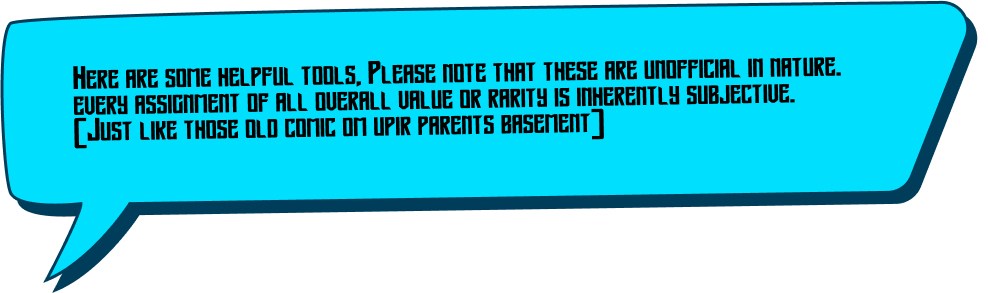 Here are some helpful tools, Please note that these are unofficial in nature.
every assignment of all overall value or rarity is inherently subjective.
[Just like those old comic om upir parents basement]